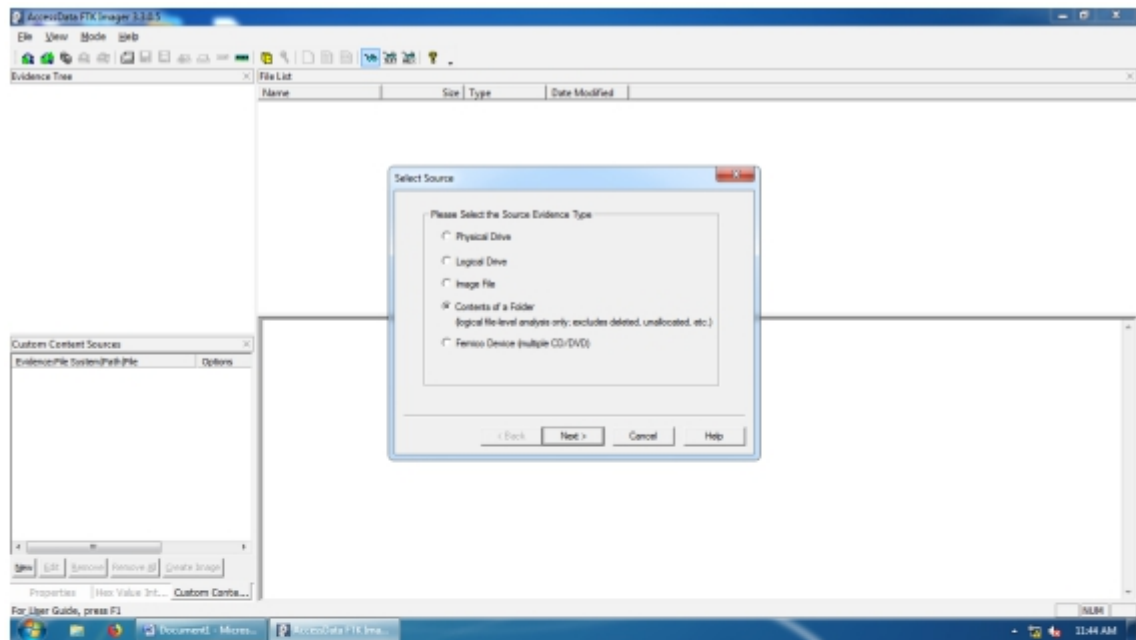 AccessData FTK Imager 3.3.0.5
File View Mode Help
Evidence Tree
File List
Name Size Type Date Modified
Select Source
Please Select the Source Evidence Type
Physical Drive
Logical Drive
Image File
Contents of a Folder
(logical file-level analysis only; excludes deleted, unallocated, etc.)
Fernico Device (multiple CD/DVD)
< Back Next > Cancel Help
Custom Content Sources
Evidence:File System|Path|File Options
New Edit Remove Remove All Create Image
Properties Hex Value Int... Custom Conte...
For User Guide, press F1
NUM
Document1 - Micros... AccessData FTK Ima...
11:44 AM